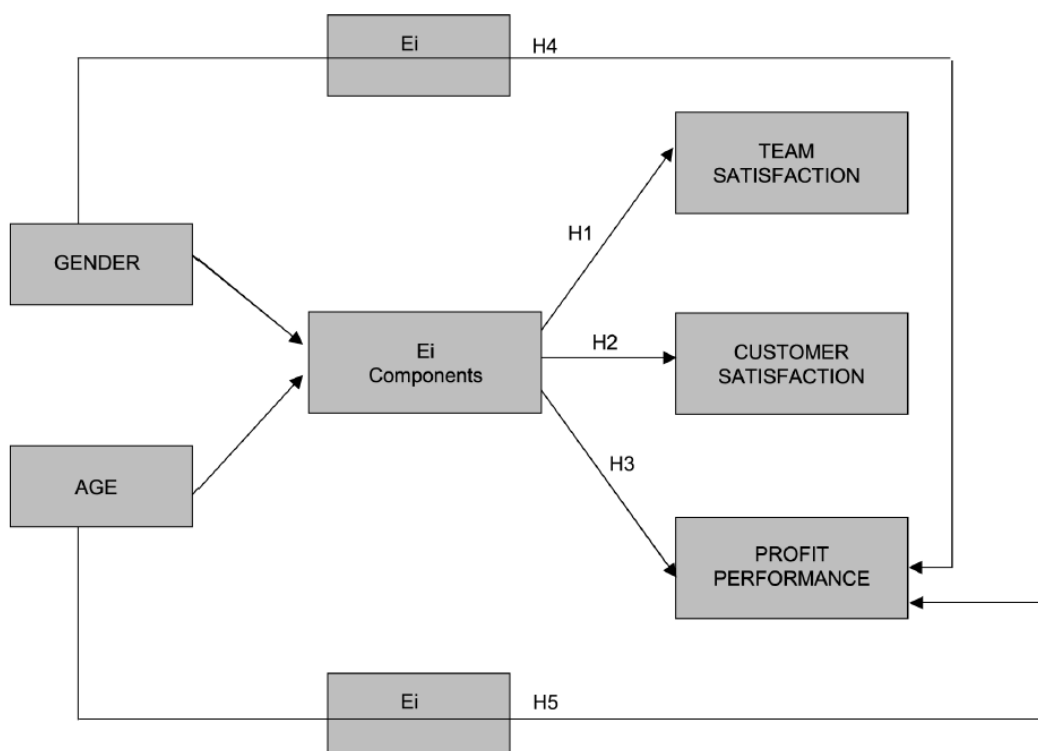 Ei
H4
TEAM
SATISFACTION
H1
GENDER
Ei
Components
H2
CUSTOMER
SATISFACTION
H3
AGE
PROFIT
PERFORMANCE
Ei
H5